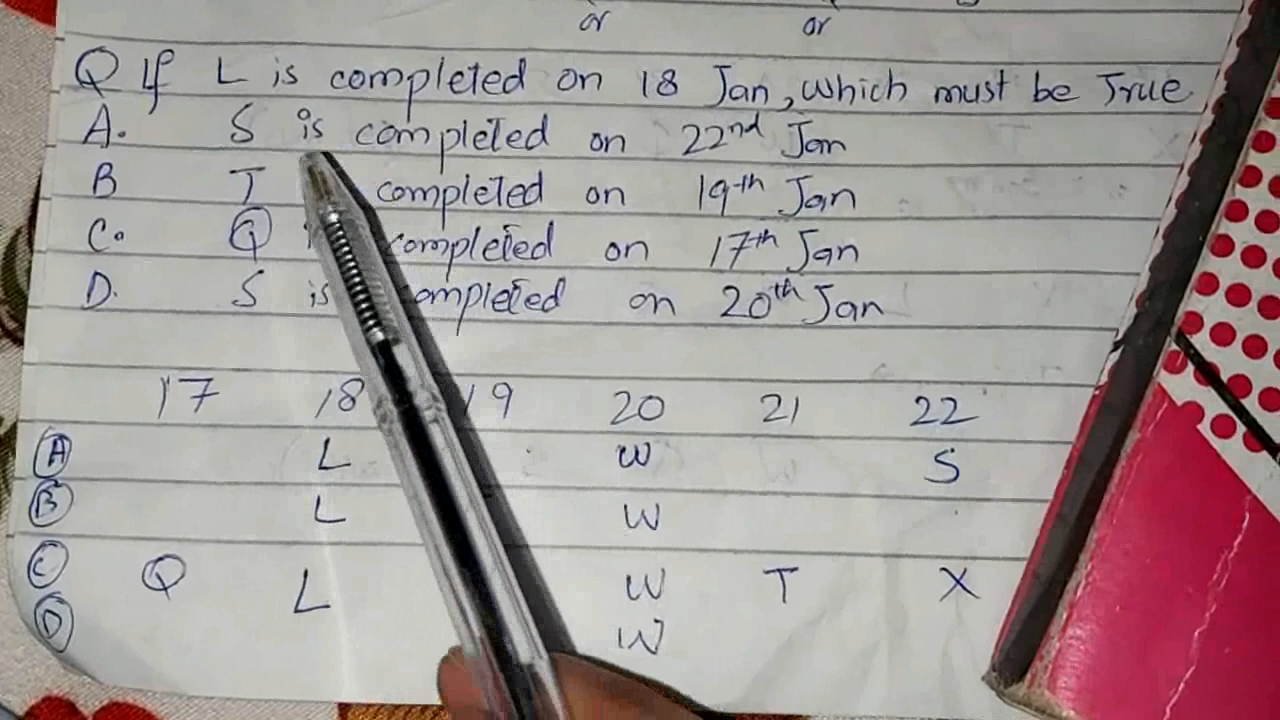 or or
Q If L is completed on 18 Jan, which must be True
A. S is completed on 22nd Jan
B T completed on 19th Jan
C. Q completed on 17th Jan
D. S is completed on 20th Jan
17 18 19 20 21 22
A L W S
B L W
C Q L W T X
D W